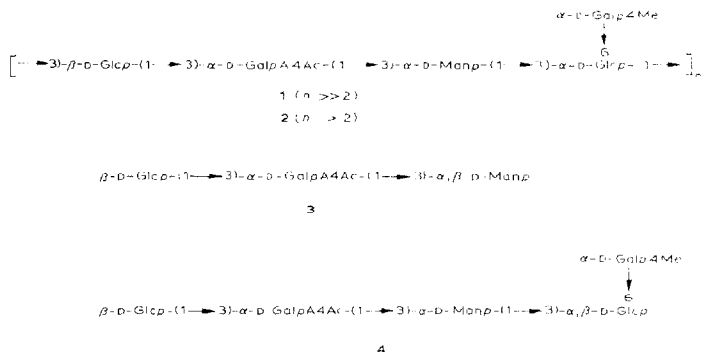 α-D-Galp4Me
6
[→3)-β-D-Glcp-(1→3)-α-D-GalpA4Ac-(1→3)-α-D-Manp-(1→3)-α-D-Glcp-(1→]n
1 (n >>2)
2 (n > 2)
β-D-Glcp-(1→3)-α-D-GalpA4Ac-(1→3)-α,β-D-Manp
3
α-D-Galp4Me
6
β-D-Glcp-(1→3)-α-D GalpA4Ac-(1→3)-α-D-Manp-(1→3)-α,β-D-Glcp
4